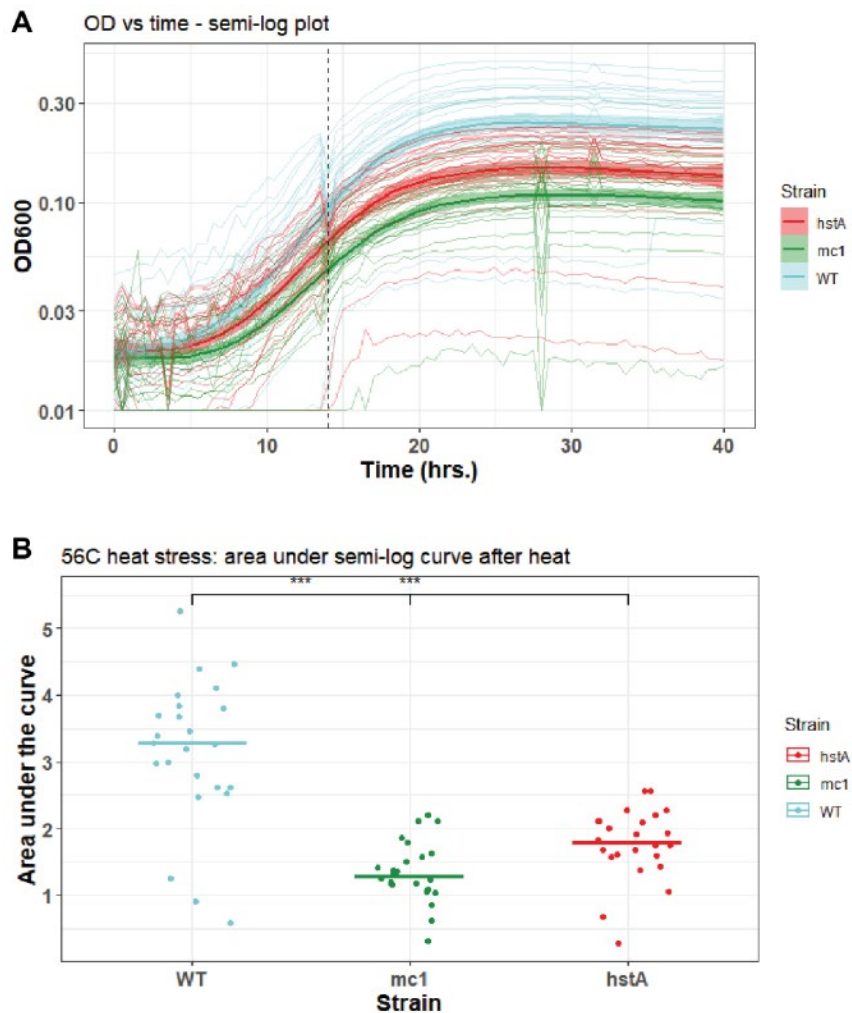 A
OD vs time - semi-log plot
OD600
0.30
0.10
0.03
0.01
0
10
20
30
40
Time (hrs.)
Strain
hstA
mc1
WT
B
56C heat stress: area under semi-log curve after heat
***
***
Area under the curve
5
4
3
2
1
WT
mc1
hstA
Strain
Strain
hstA
mc1
WT